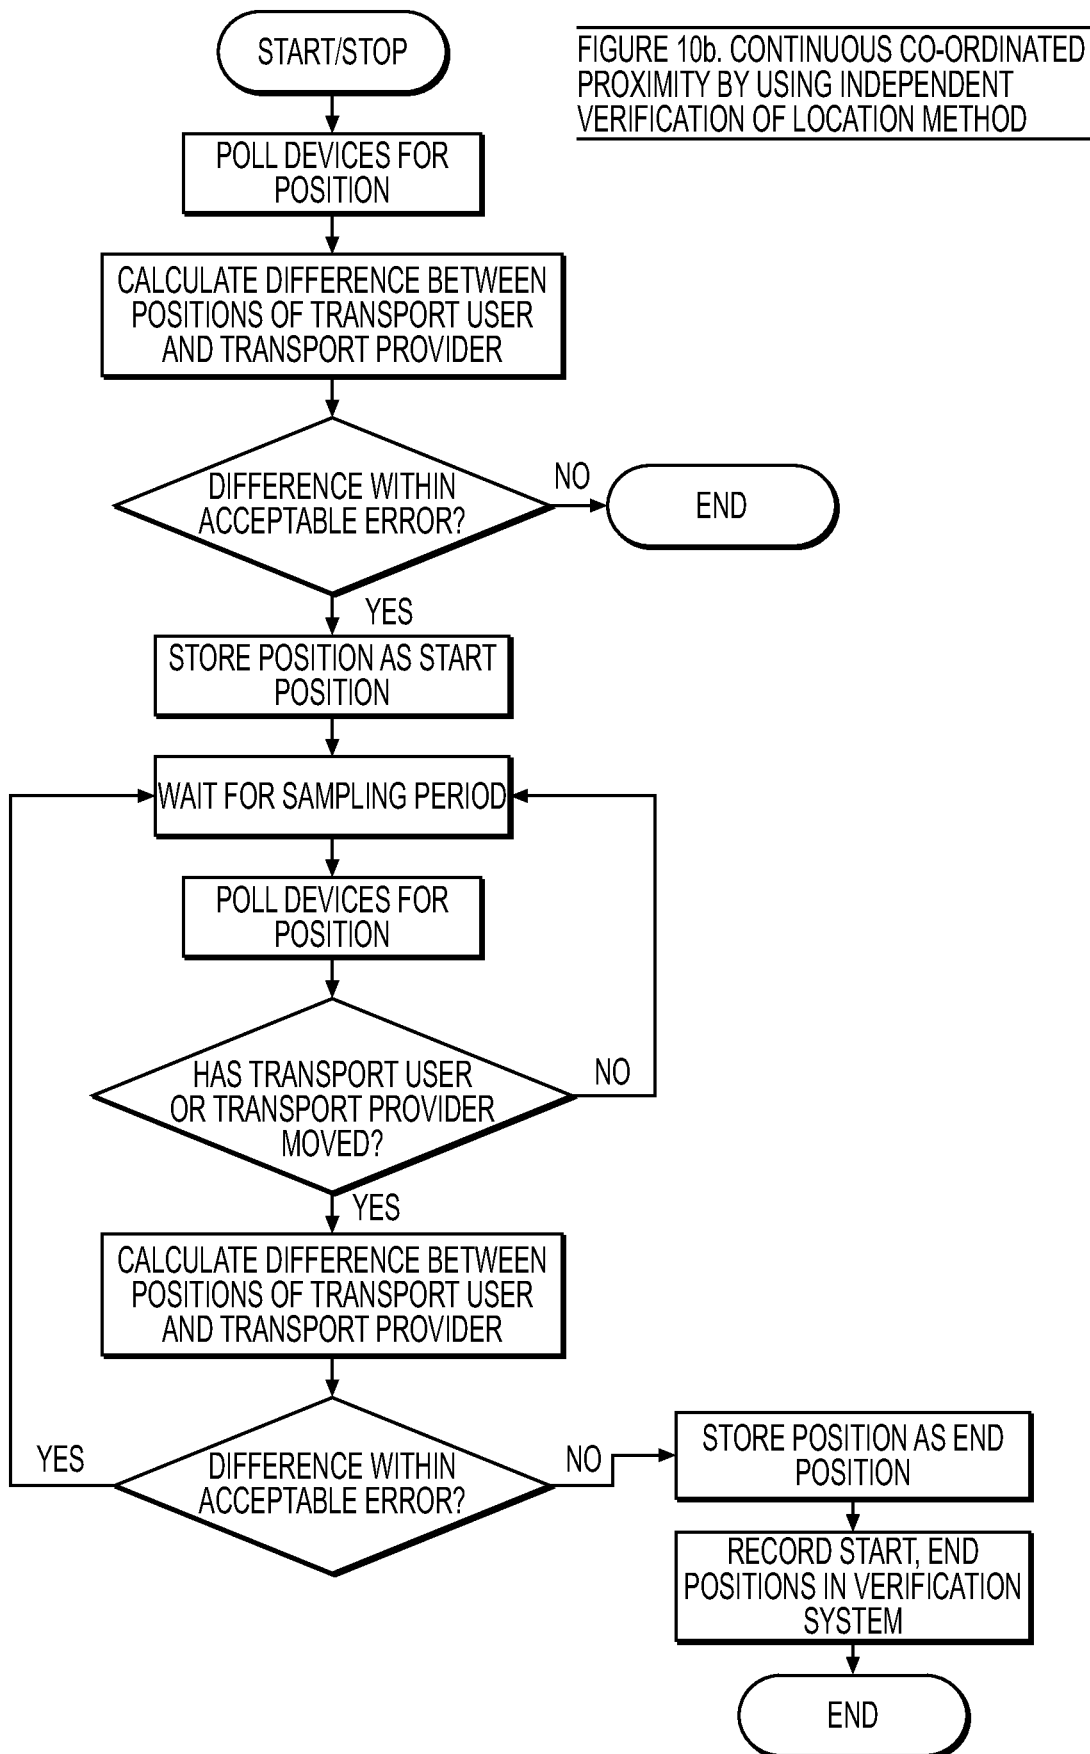 START/STOP
FIGURE 10b. CONTINUOUS CO-ORDINATED
PROXIMITY BY USING INDEPENDENT
VERIFICATION OF LOCATION METHOD
POLL DEVICES FOR
POSITION
CALCULATE DIFFERENCE BETWEEN
POSITIONS OF TRANSPORT USER
AND TRANSPORT PROVIDER
DIFFERENCE WITHIN
ACCEPTABLE ERROR?
NO
END
YES
STORE POSITION AS START
POSITION
WAIT FOR SAMPLING PERIOD
POLL DEVICES FOR
POSITION
HAS TRANSPORT USER
OR TRANSPORT PROVIDER
MOVED?
NO
YES
CALCULATE DIFFERENCE BETWEEN
POSITIONS OF TRANSPORT USER
AND TRANSPORT PROVIDER
YES
DIFFERENCE WITHIN
ACCEPTABLE ERROR?
NO
STORE POSITION AS END
POSITION
RECORD START, END
POSITIONS IN VERIFICATION
SYSTEM
END